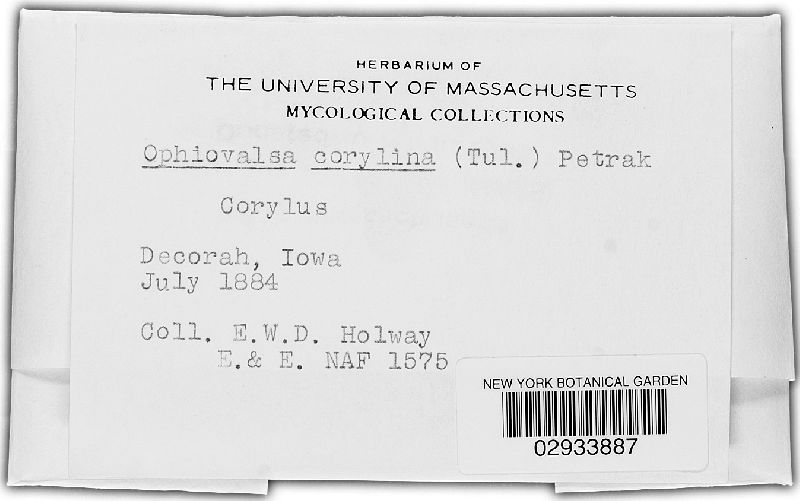 HERBARIUM OF
THE UNIVERSITY OF MASSACHUSETTS
MYCOLOGICAL COLLECTIONS
Ophiovalsa corylina (Tul.) Petrak
Corylus
Decorah, Iowa
July 1884
Coll. E.W.D. Holway
E.& E. NAF 1575
NEW YORK BOTANICAL GARDEN
02933887